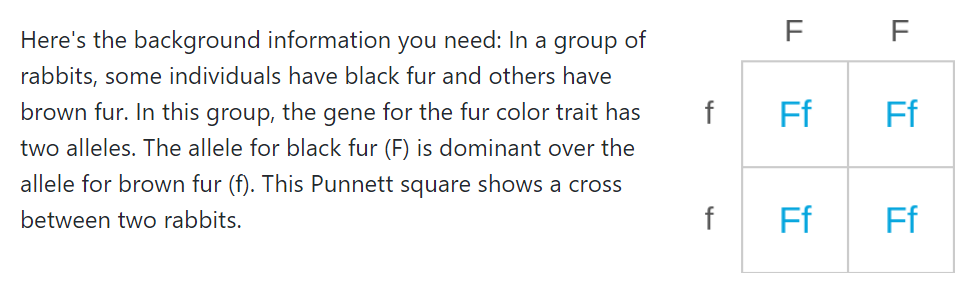 Here's the background information you need: In a group of
rabbits, some individuals have black fur and others have
brown fur. In this group, the gene for the fur color trait has
two alleles. The allele for black fur (F) is dominant over the
allele for brown fur (f). This Punnett square shows a cross
between two rabbits.
F F
f Ff Ff
f Ff Ff